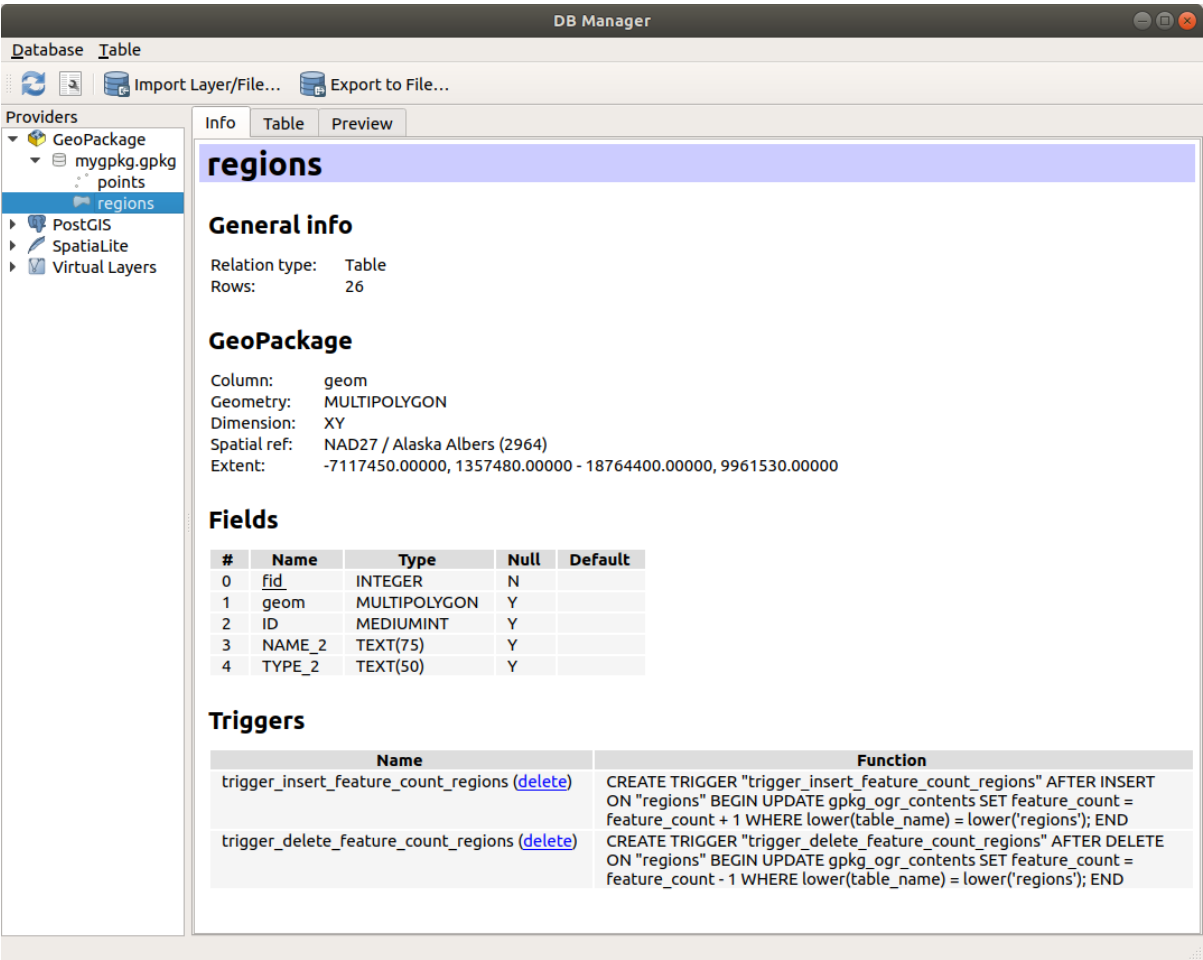 DB Manager
Database Table
Import Layer/File... Export to File...
Providers
GeoPackage
mygpkg.gpkg
points
regions
PostGIS
SpatiaLite
Virtual Layers
Info Table Preview
regions
General info
Relation type: Table
Rows: 26
GeoPackage
Column: geom
Geometry: MULTIPOLYGON
Dimension: XY
Spatial ref: NAD27 / Alaska Albers (2964)
Extent: -7117450.00000, 1357480.00000 - 18764400.00000, 9961530.00000
Fields
# Name Type Null Default
0 fid INTEGER N
1 geom MULTIPOLYGON Y
2 ID MEDIUMINT Y
3 NAME_2 TEXT(75) Y
4 TYPE_2 TEXT(50) Y
Triggers
Name Function
trigger_insert_feature_count_regions (delete) CREATE TRIGGER "trigger_insert_feature_count_regions" AFTER INSERT
ON "regions" BEGIN UPDATE gpkg_ogr_contents SET feature_count =
feature_count + 1 WHERE lower(table_name) = lower('regions'); END
trigger_delete_feature_count_regions (delete) CREATE TRIGGER "trigger_delete_feature_count_regions" AFTER DELETE
ON "regions" BEGIN UPDATE gpkg_ogr_contents SET feature_count =
feature_count - 1 WHERE lower(table_name) = lower('regions'); END